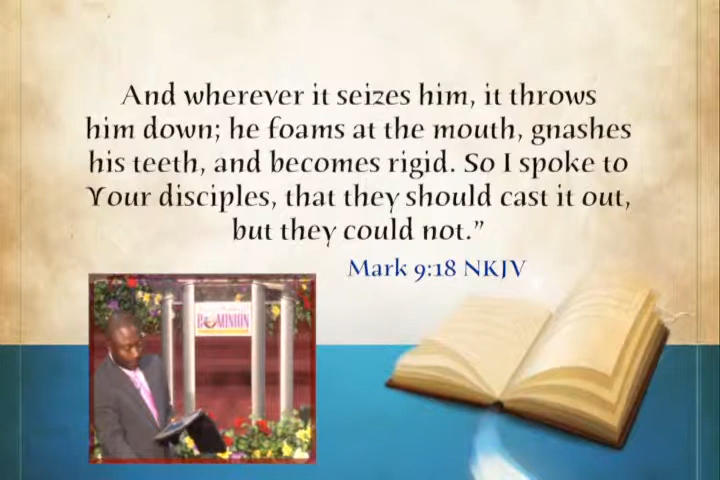 And wherever it seizes him, it throws
him down; he foams at the mouth, gnashes
his teeth, and becomes rigid. So I spoke to
Your disciples, that they should cast it out,
but they could not.”
Mark 9:18 NKJV
DOMINION